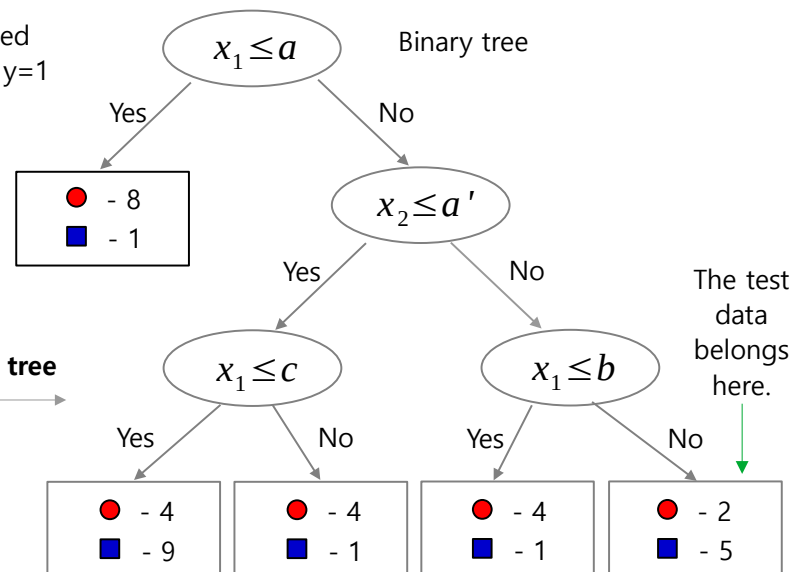 ed
y=1
x₁≤a
Binary tree
Yes
No
- 8
- 1
x₂≤a'
Yes
No
The test
data
belongs
here.
tree
x₁≤c
x₁≤b
Yes
No
Yes
No
- 4
- 9
- 4
- 1
- 4
- 1
- 2
- 5